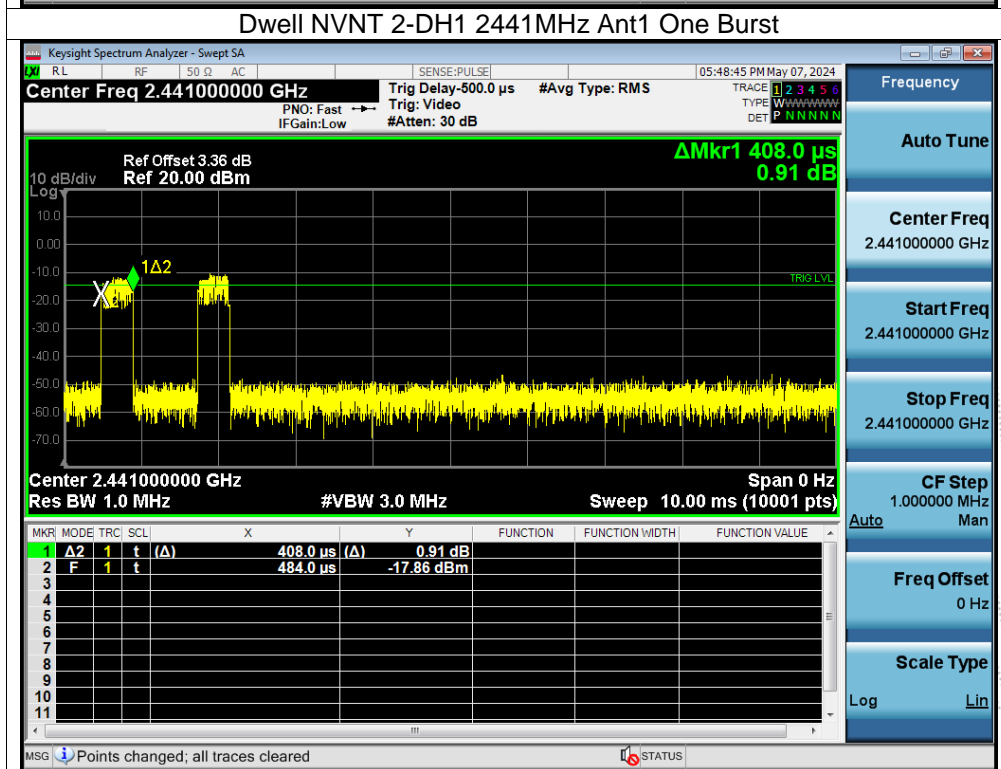 Dwell NVNT 2-DH1 2441MHz Ant1 One Burst
Keysight Spectrum Analyzer - Swept SA
LXI RL RF 50 Ω AC SENSE:PULSE 05:48:45 PM May 07, 2024
Center Freq 2.441000000 GHz Trig Delay-500.0 µs #Avg Type: RMS TRACE 1 2 3 4 5 6
PNO: Fast Trig: Video TYPE WWWWWW
IFGain:Low #Atten: 30 dB DET P N N N N N
Frequency
Auto Tune
Center Freq
2.441000000 GHz
Start Freq
2.441000000 GHz
Stop Freq
2.441000000 GHz
CF Step
1.000000 MHz
Auto Man
Freq Offset
0 Hz
Scale Type
Log Lin
ΔMkr1 408.0 µs
0.91 dB
Ref Offset 3.36 dB
10 dB/div Ref 20.00 dBm
Log
10.0
0.00
-10.0
-20.0
-30.0
-40.0
-50.0
-60.0
-70.0
1Δ2
TRIG LVL
Center 2.441000000 GHz Span 0 Hz
Res BW 1.0 MHz #VBW 3.0 MHz Sweep 10.00 ms (10001 pts)
MKR MODE TRC SCL X Y FUNCTION FUNCTION WIDTH FUNCTION VALUE
1 Δ2 1 t (Δ) 408.0 µs (Δ) 0.91 dB
2 F 1 t 484.0 µs -17.86 dBm
3
4
5
6
7
8
9
10
11
MSG Points changed; all traces cleared STATUS